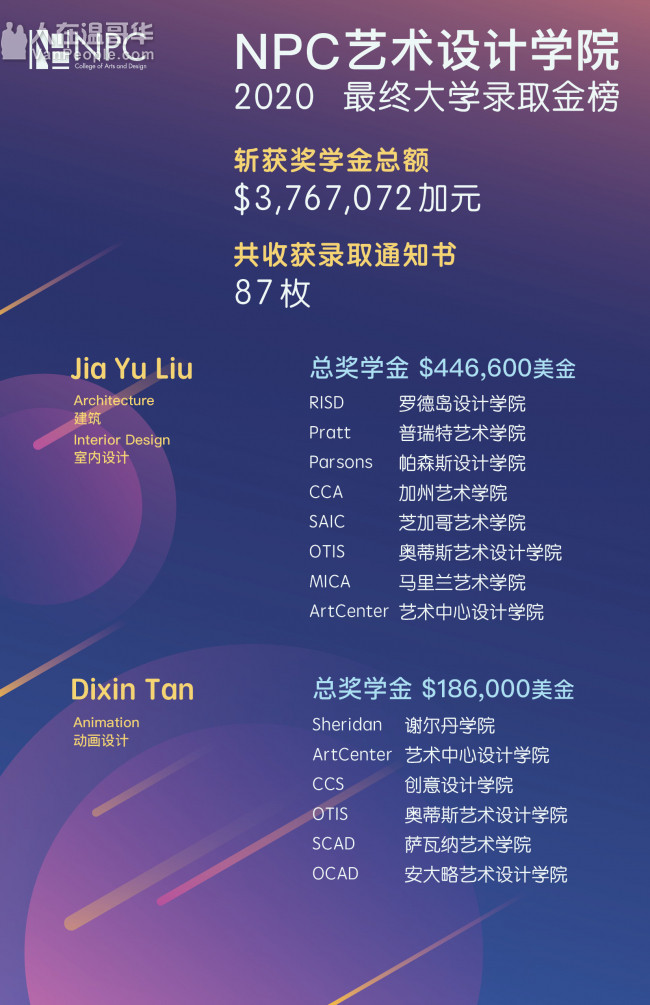 人在温哥华
VanPeople.com
NPC
College of Arts and Design
NPC艺术设计学院
2020 最终大学录取金榜
斩获奖学金总额
$3,767,072加元
共收获录取通知书
87枚
Jia Yu Liu
Architecture
建筑
Interior Design
室内设计
总奖学金 $446,600美金
RISD 罗德岛设计学院
Pratt 普瑞特艺术学院
Parsons 帕森斯设计学院
CCA 加州艺术学院
SAIC 芝加哥艺术学院
OTIS 奥蒂斯艺术设计学院
MICA 马里兰艺术学院
ArtCenter 艺术中心设计学院
Dixin Tan
Animation
动画设计
总奖学金 $186,000美金
Sheridan 谢尔丹学院
ArtCenter 艺术中心设计学院
CCS 创意设计学院
OTIS 奥蒂斯艺术设计学院
SCAD 萨瓦纳艺术学院
OCAD 安大略艺术设计学院